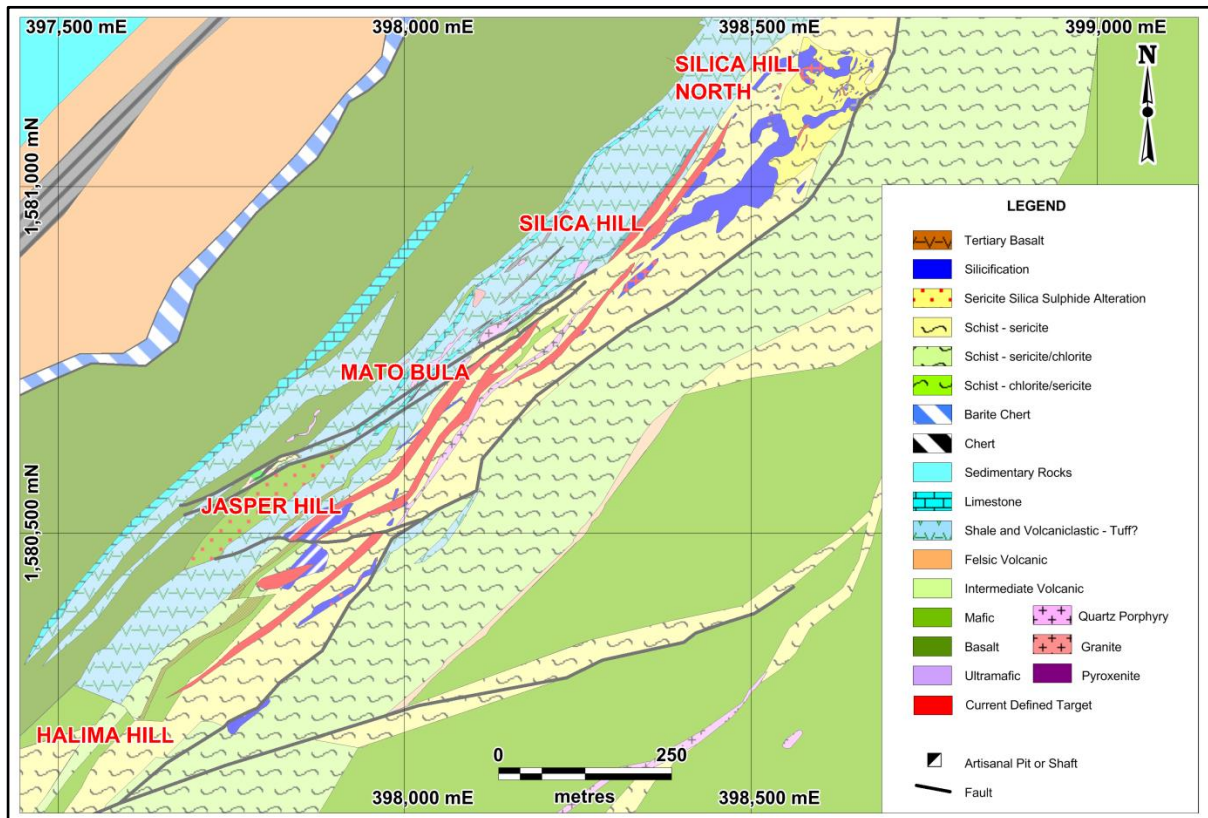 397,500 mE
398,000 mE
398,500 mE
399,000 mE
N
SILICA HILL
NORTH
1,581,000 mN
SILICA HILL
MATO BULA
JASPER HILL
1,580,500 mN
HALIMA HILL
0
250
metres
398,000 mE
398,500 mE
LEGEND
Tertiary Basalt
Silicification
Sericite Silica Sulphide Alteration
Schist - sericite
Schist - sericite/chlorite
Schist - chlorite/sericite
Barite Chert
Chert
Sedimentary Rocks
Limestone
Shale and Volcaniclastic - Tuff?
Felsic Volcanic
Intermediate Volcanic
Mafic
Quartz Porphyry
Basalt
Granite
Ultramafic
Pyroxenite
Current Defined Target
Artisanal Pit or Shaft
Fault